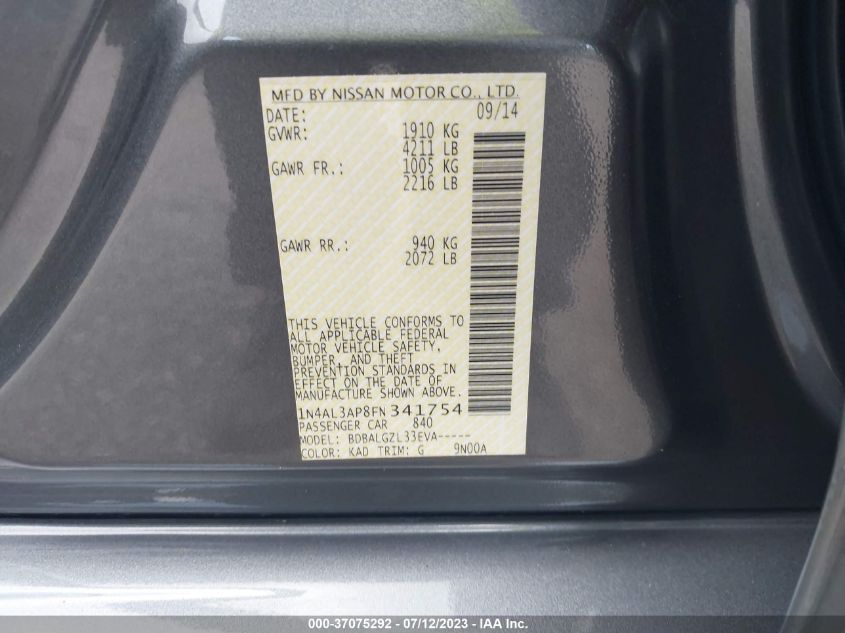 MFD BY NISSAN MOTOR CO., LTD.
DATE: 09/14
GVWR: 1910 KG
4211 LB
GAWR FR.: 1005 KG
2216 LB
GAWR RR.: 940 KG
2072 LB
THIS VEHICLE CONFORMS TO
ALL APPLICABLE FEDERAL
MOTOR VEHICLE SAFETY,
BUMPER, AND THEFT
PREVENTION STANDARDS IN
EFFECT ON THE DATE OF
MANUFACTURE SHOWN ABOVE.
1N4AL3AP8FN 341754
PASSENGER CAR 840
MODEL: BDBALGZL33EVA-----
COLOR: KAD TRIM: G 9N00A
000-37075292 - 07/12/2023 - IAA Inc.